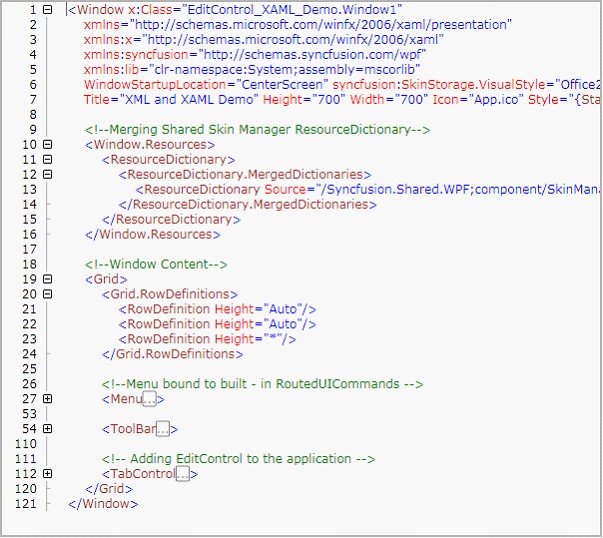 1 <Window x:Class="EditControl_XAML_Demo.Window1"
2 xmlns="http://schemas.microsoft.com/winfx/2006/xaml/presentation"
3 xmlns:x="http://schemas.microsoft.com/winfx/2006/xaml"
4 xmlns:syncfusion="http://schemas.syncfusion.com/wpf"
5 xmlns:lib="clr-namespace:System;assembly=mscorlib"
6 WindowStartupLocation="CenterScreen" syncfusion:SkinStorage.VisualStyle="Office2
7 Title="XML and XAML Demo" Height="700" Width="700" Icon="App.ico" Style="{Sta
8
9 <!--Merging Shared Skin Manager ResourceDictionary-->
10 <Window.Resources>
11 <ResourceDictionary>
12 <ResourceDictionary.MergedDictionaries>
13 <ResourceDictionary Source="/Syncfusion.Shared.WPF;component/SkinMana
14 </ResourceDictionary.MergedDictionaries>
15 </ResourceDictionary>
16 </Window.Resources>
17
18 <!--Window Content-->
19 <Grid>
20 <Grid.RowDefinitions>
21 <RowDefinition Height="Auto"/>
22 <RowDefinition Height="Auto"/>
23 <RowDefinition Height="*"/>
24 </Grid.RowDefinitions>
25
26 <!--Menu bound to built - in RoutedUICommands -->
27 <Menu...>
53
54 <ToolBar...>
110
111 <!-- Adding EditControl to the application -->
112 <TabControl...>
120 </Grid>
121 </Window>